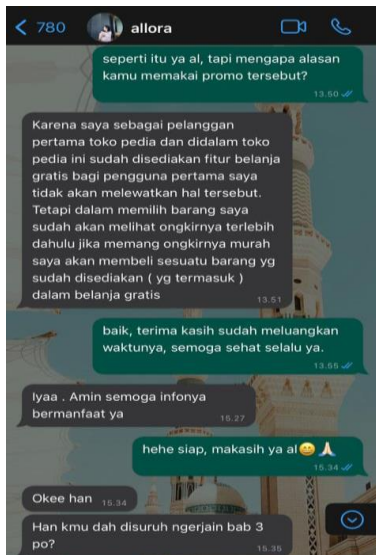 780
allora
seperti itu ya al, tapi mengapa alasan
kamu memakai promo tersebut?
13.50
Karena saya sebagai pelanggan
pertama toko pedia dan didalam toko
pedia ini sudah disediakan fitur belanja
gratis bagi pengguna pertama saya
tidak akan melewatkan hal tersebut.
Tetapi dalam memilih barang saya
sudah akan melihat ongkirnya terlebih
dahulu jika memang ongkirnya murah
saya akan membeli sesuatu barang yg
sudah disediakan ( yg termasuk )
dalam belanja gratis
13.51
baik, terima kasih sudah meluangkan
waktunya, semoga sehat selalu ya.
13.55
Iyaa . Amin semoga infonya
bermanfaat ya
15.27
hehe siap, makasih ya al😀🙏
15.34
Okee han
15.34
Han kmu dah disuruh ngerjain bab 3
po?
15.35